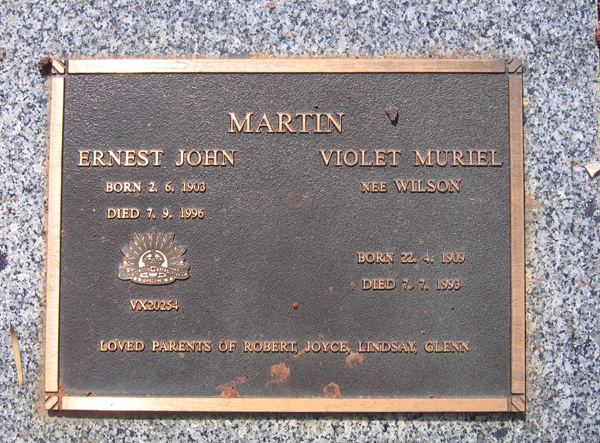 MARTIN
ERNEST JOHN
BORN 2. 6. 1903
DIED 7. 9. 1996
VX20254
VIOLET MURIEL
NEE WILSON
BORN 22. 4. 1909
DIED 7. 7. 1993
LOVED PARENTS OF ROBERT, JOYCE, LINDSAY, GLENN